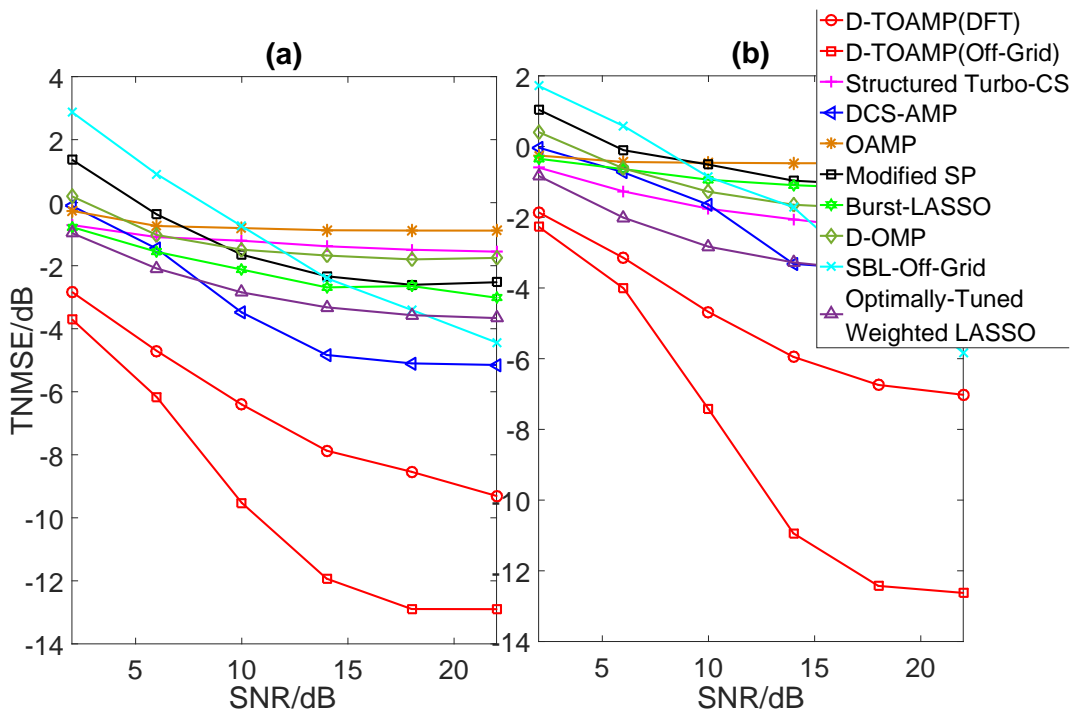 (a)
4
2
0
-2
-4
-6
-8
-10
-12
-14
5
10
15
20
TNMSE/dB
SNR/dB
(b)
2
0
-2
-4
-6
-8
-10
-12
-14
5
10
15
20
SNR/dB
D-TOAMP(DFT)
D-TOAMP(Off-Grid)
Structured Turbo-CS
DCS-AMP
OAMP
Modified SP
Burst-LASSO
D-OMP
SBL-Off-Grid
Optimally-Tuned
Weighted LASSO